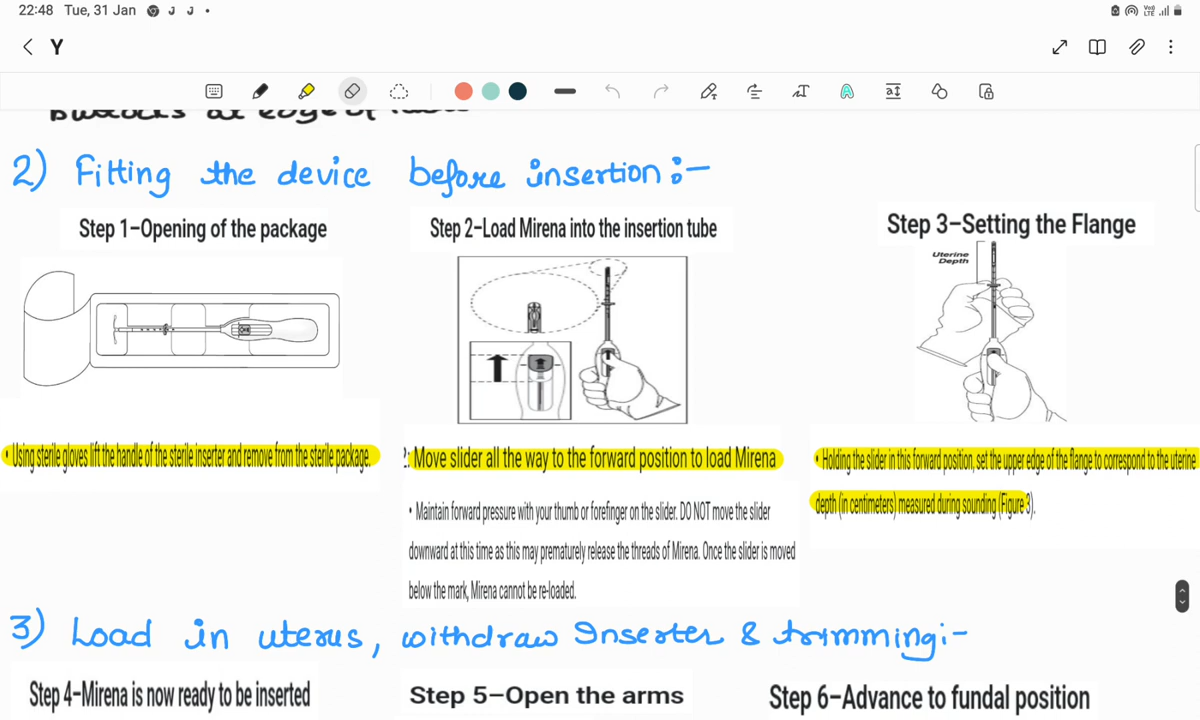 22:48 Tue, 31 Jan
Y
2) Fitting the device before insertion :-
Step 1-Opening of the package
Step 2-Load Mirena into the insertion tube
Step 3-Setting the Flange
Uterine
Depth
• Using sterile gloves lift the handle of the sterile inserter and remove from the sterile package.
Move slider all the way to the forward position to load Mirena
• Maintain forward pressure with your thumb or forefinger on the slider. DO NOT move the slider
downward at this time as this may prematurely release the threads of Mirena. Once the slider is moved
below the mark, Mirena cannot be re-loaded.
• Holding the slider in this forward position, set the upper edge of the flange to correspond to the uterine
depth (in centimeters) measured during sounding (Figure 3).
3) Load in uterus, withdraw Inserter & trimming:-
Step 4-Mirena is now ready to be inserted
Step 5-Open the arms
Step 6-Advance to fundal position